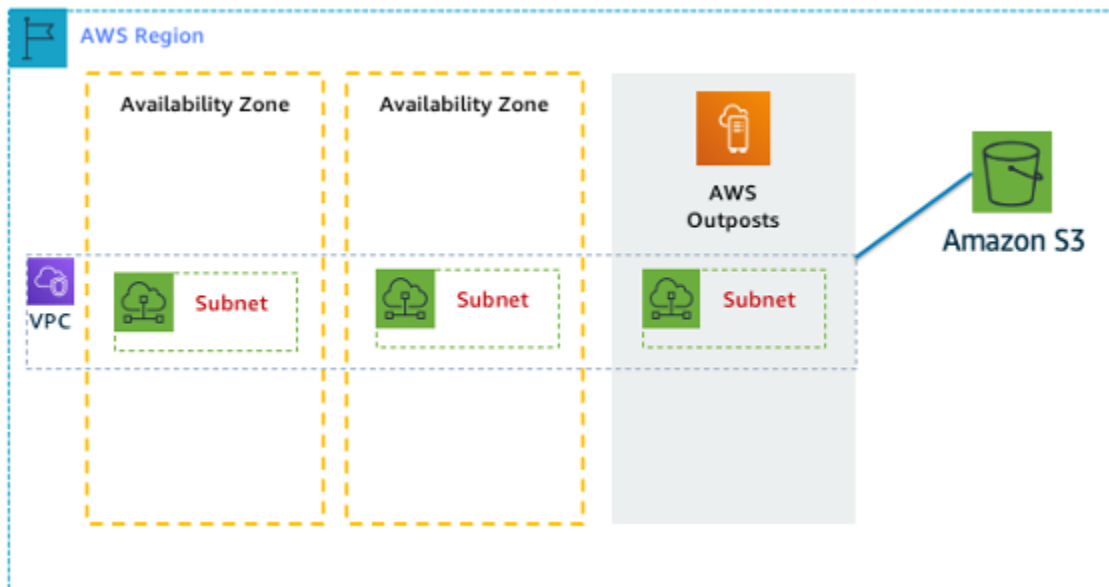 AWS Region
Availability Zone
Availability Zone
AWS
Outposts
Amazon S3
VPC
Subnet
Subnet
Subnet